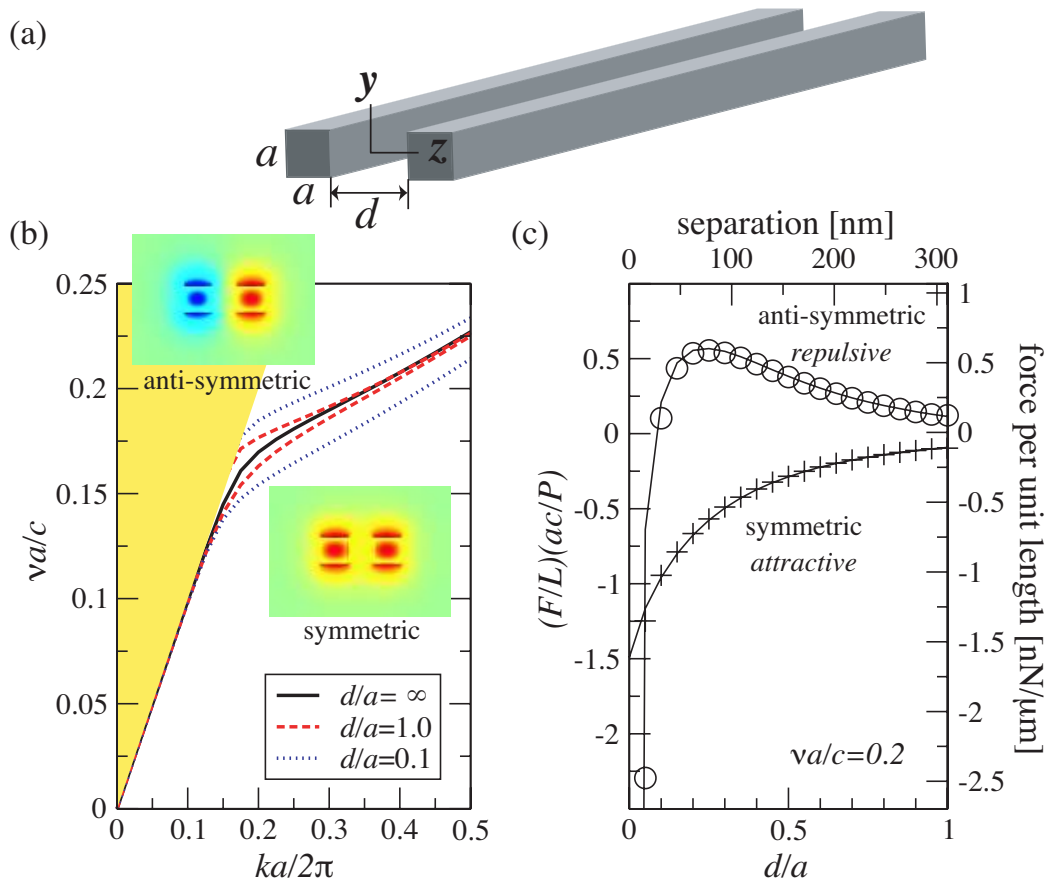 (a)
y
z
a
a
d
(b)
anti-symmetric
symmetric
0.25
0.2
0.15
0.1
0.05
0
νa/c
d/a= ∞
d/a=1.0
d/a=0.1
0 0.1 0.2 0.3 0.4 0.5
ka/2π
(c)
separation [nm]
0 100 200 300
anti-symmetric
repulsive
symmetric
attractive
νa/c=0.2
0.5
0
-0.5
-1
-1.5
-2
(F/L)(ac/P)
1
0.5
0
-0.5
-1
-1.5
-2
-2.5
force per unit length [nN/μm]
0 0.5 1
d/a